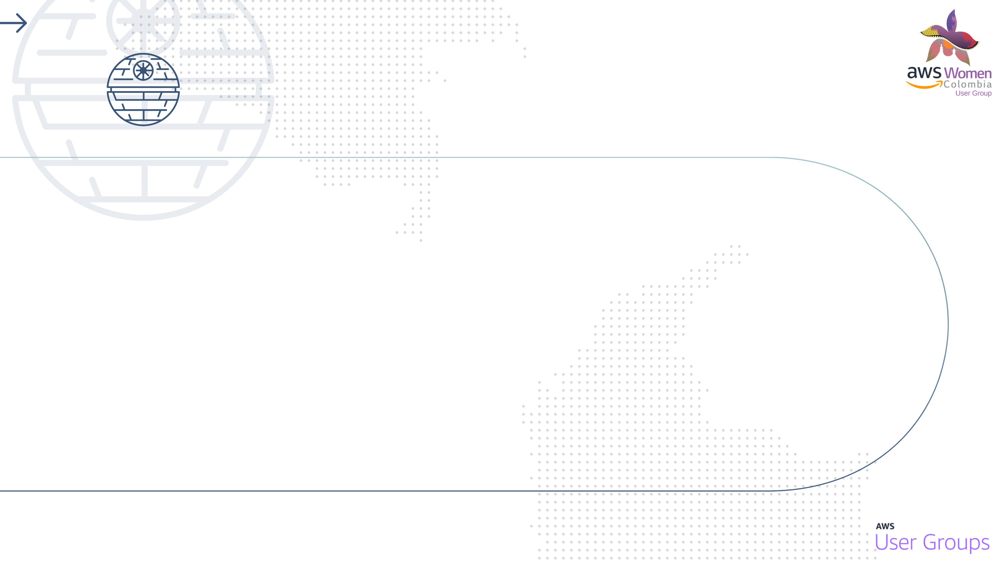 aws Women
Colombia
User Group
AWS
User Groups